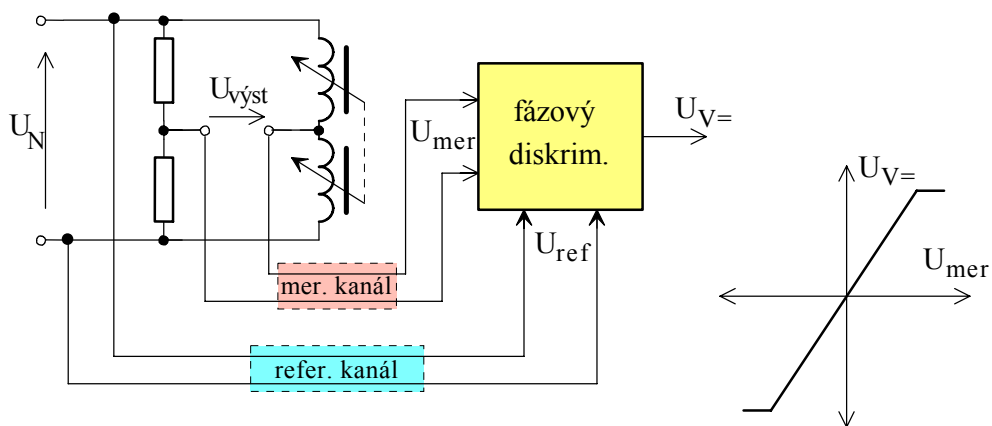 U_N
U_výst
U_mer
fázový
diskrim.
U_V=
U_ref
mer. kanál
refer. kanál
U_V=
U_mer